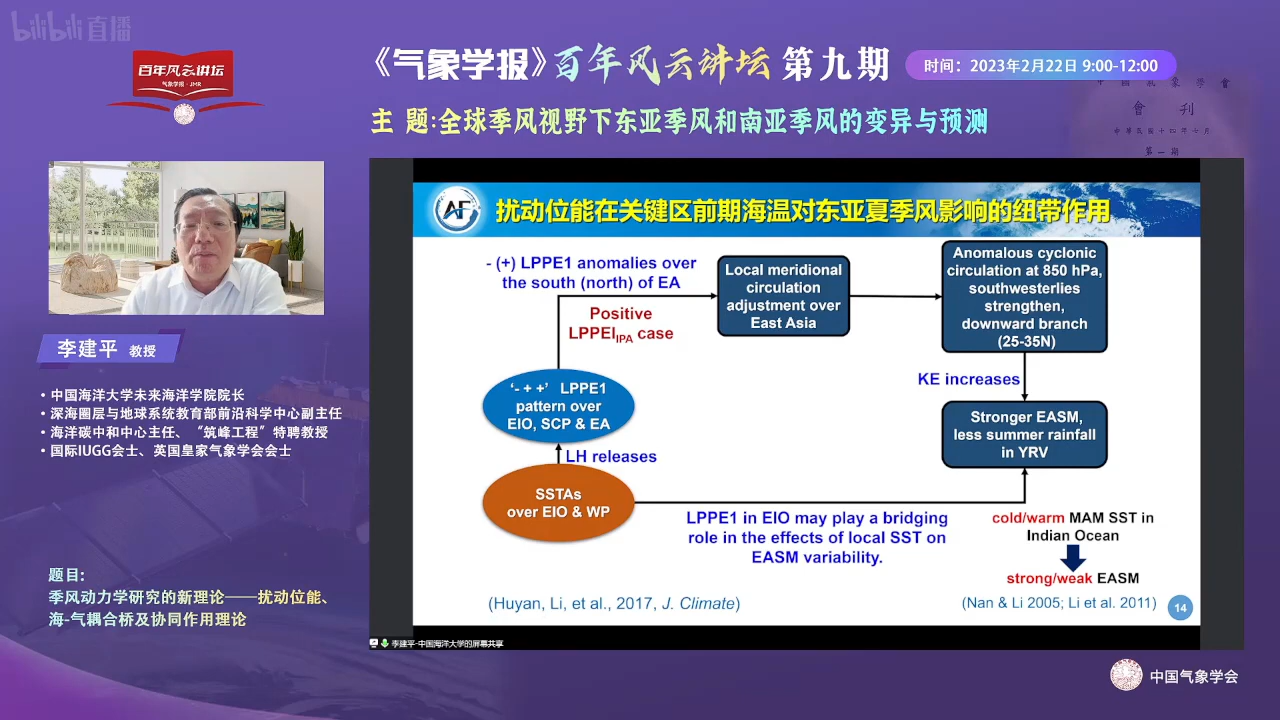 bilibili 直播
百年风云讲坛
气象学报·JMR
《气象学报》百年风云讲坛 第九期
时间：2023年2月22日 9:00-12:00
主 题:全球季风视野下东亚季风和南亚季风的变异与预测
中国气象学会
會刊
中華民國十四年七月
第一期
李建平 教授
• 中国海洋大学未来海洋学院院长
• 深海圈层与地球系统教育部前沿科学中心副主任
• 海洋碳中和中心主任、“筑峰工程”特聘教授
• 国际IUGG会士、英国皇家气象学会会士
题目:
季风动力学研究的新理论——扰动位能、
海-气耦合桥及协同作用理论
AF
扰动位能在关键区前期海温对东亚夏季风影响的纽带作用
- (+) LPPE1 anomalies over
the south (north) of EA
Positive
LPPEI_IPA case
Local meridional
circulation
adjustment over
East Asia
Anomalous cyclonic
circulation at 850 hPa,
southwesterlies
strengthen,
downward branch
(25-35N)
KE increases
‘- + +’ LPPE1
pattern over
EIO, SCP & EA
Stronger EASM,
less summer rainfall
in YRV
LH releases
SSTAs
over EIO & WP
LPPE1 in EIO may play a bridging
role in the effects of local SST on
EASM variability.
cold/warm MAM SST in
Indian Ocean
strong/weak EASM
(Huyan, Li, et al., 2017, J. Climate)
(Nan & Li 2005; Li et al. 2011)
14
李建平-中国海洋大学的屏幕共享
中国气象学会